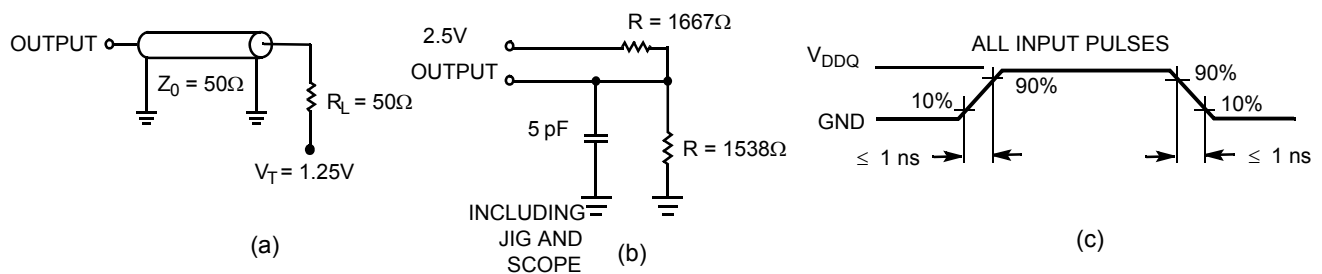 OUTPUT
Z0 = 50Ω
RL = 50Ω
VT = 1.25V
(a)
R = 1667Ω
2.5V
OUTPUT
5 pF
R = 1538Ω
INCLUDING
JIG AND
SCOPE
(b)
ALL INPUT PULSES
VDDQ
90%
90%
10%
10%
GND
≤ 1 ns
≤ 1 ns
(c)